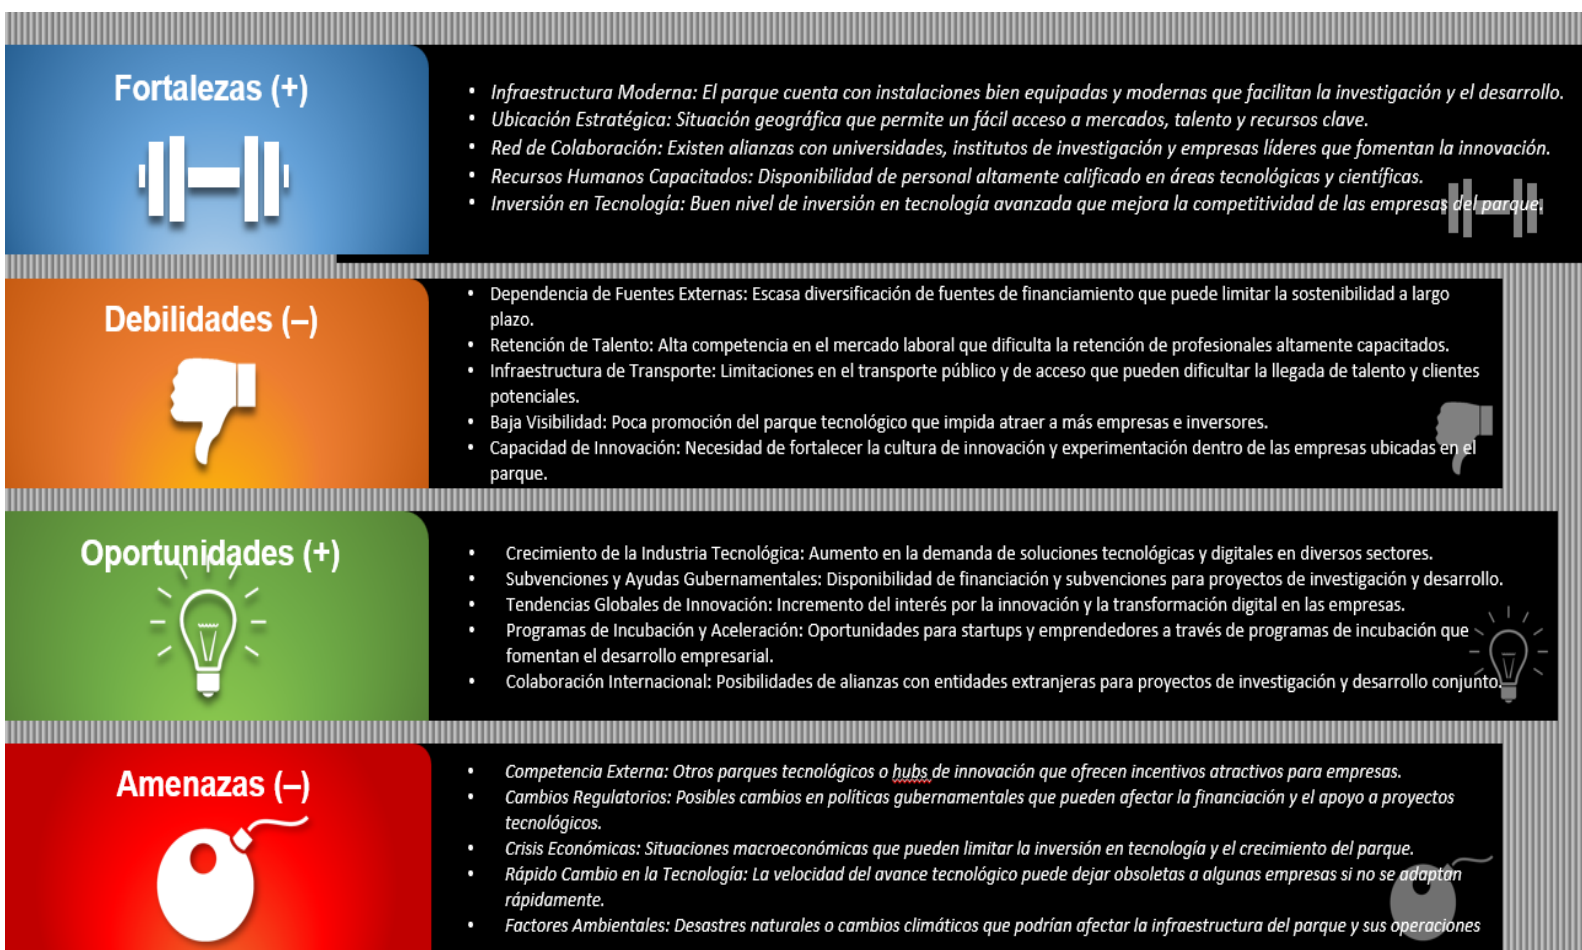 Fortalezas (+)
• Infraestructura Moderna: El parque cuenta con instalaciones bien equipadas y modernas que facilitan la investigación y el desarrollo.
• Ubicación Estratégica: Situación geográfica que permite un fácil acceso a mercados, talento y recursos clave.
• Red de Colaboración: Existen alianzas con universidades, institutos de investigación y empresas líderes que fomentan la innovación.
• Recursos Humanos Capacitados: Disponibilidad de personal altamente calificado en áreas tecnológicas y científicas.
• Inversión en Tecnología: Buen nivel de inversión en tecnología avanzada que mejora la competitividad de las empresas del parque.
Debilidades (–)
• Dependencia de Fuentes Externas: Escasa diversificación de fuentes de financiamiento que puede limitar la sostenibilidad a largo
plazo.
• Retención de Talento: Alta competencia en el mercado laboral que dificulta la retención de profesionales altamente capacitados.
• Infraestructura de Transporte: Limitaciones en el transporte público y de acceso que pueden dificultar la llegada de talento y clientes
potenciales.
• Baja Visibilidad: Poca promoción del parque tecnológico que impida atraer a más empresas e inversores.
• Capacidad de Innovación: Necesidad de fortalecer la cultura de innovación y experimentación dentro de las empresas ubicadas en el
parque.
Oportunidades (+)
• Crecimiento de la Industria Tecnológica: Aumento en la demanda de soluciones tecnológicas y digitales en diversos sectores.
• Subvenciones y Ayudas Gubernamentales: Disponibilidad de financiación y subvenciones para proyectos de investigación y desarrollo.
• Tendencias Globales de Innovación: Incremento del interés por la innovación y la transformación digital en las empresas.
• Programas de Incubación y Aceleración: Oportunidades para startups y emprendedores a través de programas de incubación que
fomentan el desarrollo empresarial.
• Colaboración Internacional: Posibilidades de alianzas con entidades extranjeras para proyectos de investigación y desarrollo conjunto.
Amenazas (–)
• Competencia Externa: Otros parques tecnológicos o hubs de innovación que ofrecen incentivos atractivos para empresas.
• Cambios Regulatorios: Posibles cambios en políticas gubernamentales que pueden afectar la financiación y el apoyo a proyectos
tecnológicos.
• Crisis Económicas: Situaciones macroeconómicas que pueden limitar la inversión en tecnología y el crecimiento del parque.
• Rápido Cambio en la Tecnología: La velocidad del avance tecnológico puede dejar obsoletas a algunas empresas si no se adaptan
rápidamente.
• Factores Ambientales: Desastres naturales o cambios climáticos que podrían afectar la infraestructura del parque y sus operaciones